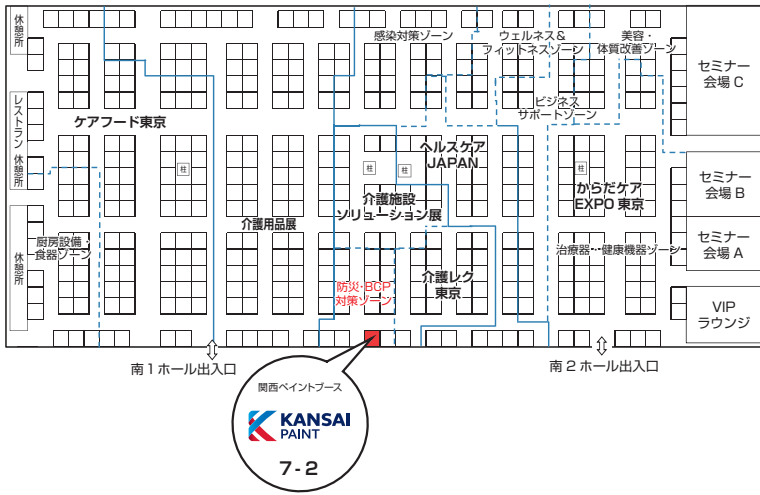 休憩所
感染対策ゾーン
ウェルネス＆
フィットネスゾーン
美容・
体質改善ゾーン
セミナー
会場 C
レストラン
ケアフード東京
ビジネス
サポートゾーン
休憩所
柱
柱
柱
柱
ヘルスケア
JAPAN
介護施設
ソリューション展
からだケア
EXPO 東京
セミナー
会場 B
介護用品展
休憩所
厨房設備・
食器ゾーン
治療器・健康機器ゾーン
セミナー
会場 A
防災・BCP
対策ゾーン
介護レク
東京
VIP
ラウンジ
南 1 ホール出入口
南 2 ホール出入口
関西ペイントブース
KANSAI
PAINT
7-2